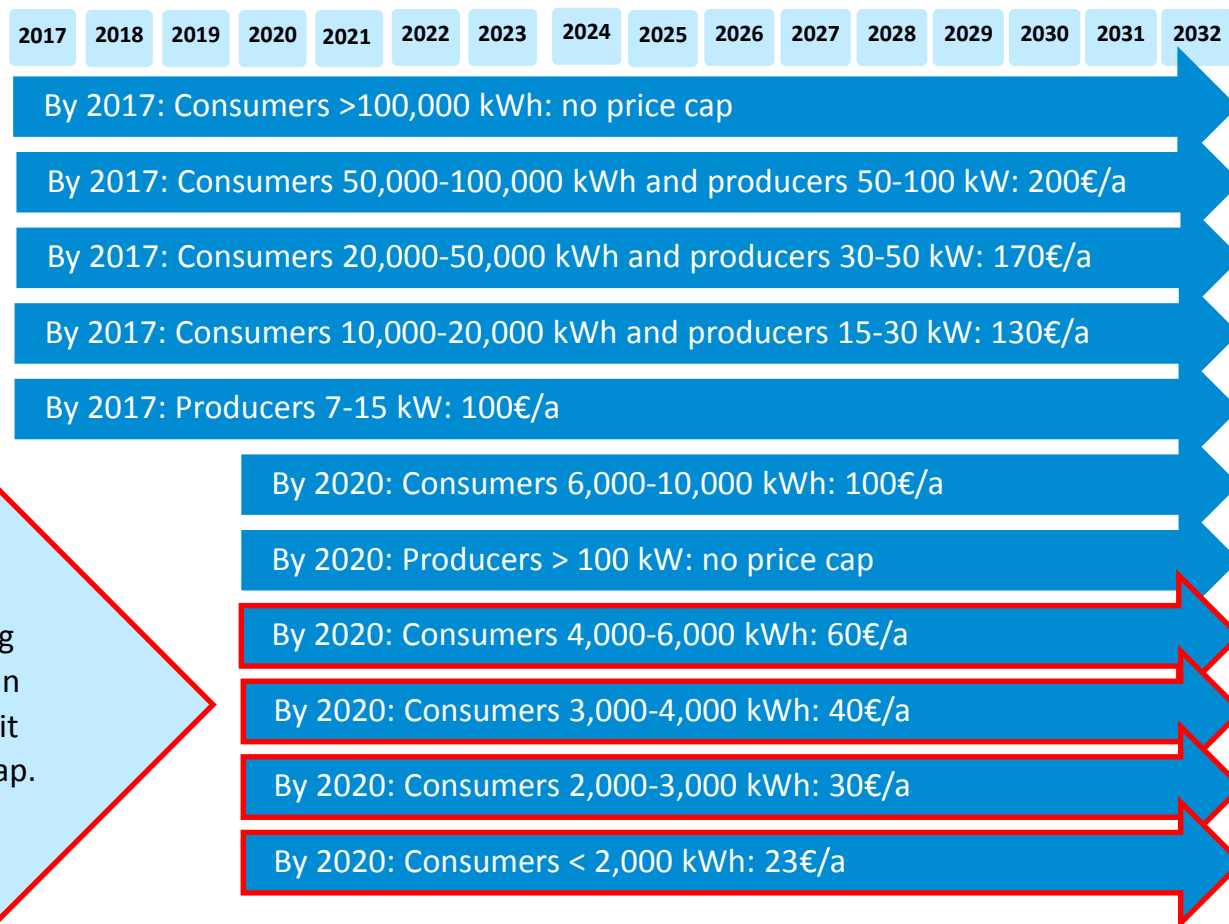 2017 2018 2019 2020 2021 2022 2023 2024 2025 2026 2027 2028 2029 2030 2031 2032
By 2017: Consumers >100,000 kWh: no price cap
By 2017: Consumers 50,000-100,000 kWh and producers 50-100 kW: 200€/a
By 2017: Consumers 20,000-50,000 kWh and producers 30-50 kW: 170€/a
By 2017: Consumers 10,000-20,000 kWh and producers 15-30 kW: 130€/a
By 2017: Producers 7-15 kW: 100€/a
By 2020: Consumers 6,000-10,000 kWh: 100€/a
By 2020: Producers > 100 kW: no price cap
By 2020: Consumers 4,000-6,000 kWh: 60€/a
By 2020: Consumers 3,000-4,000 kWh: 40€/a
By 2020: Consumers 2,000-3,000 kWh: 30€/a
By 2020: Consumers < 2,000 kWh: 23€/a